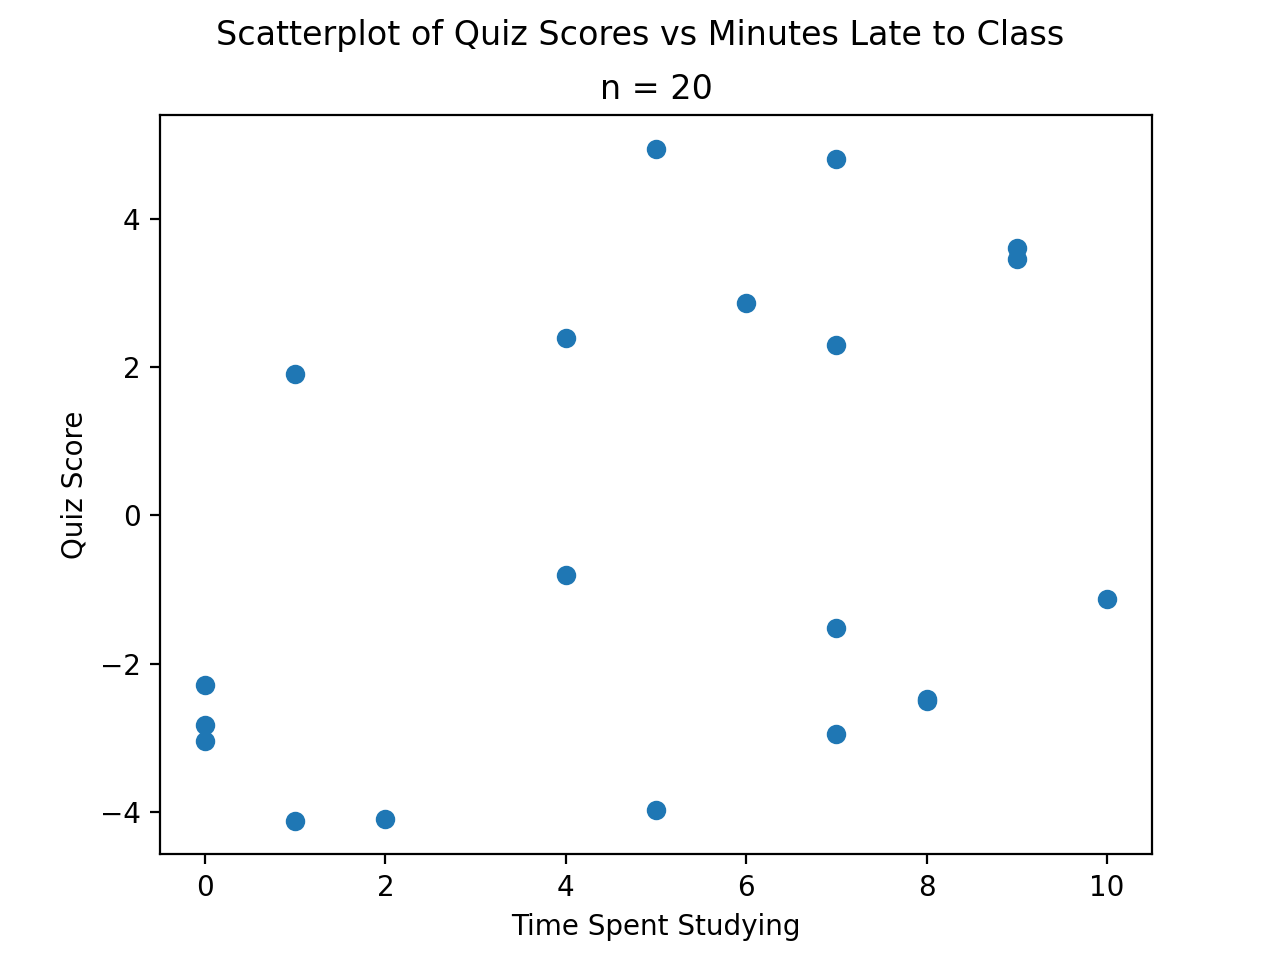 Scatterplot of Quiz Scores vs Minutes Late to Class
n = 20
4
2
0
−2
−4
Quiz Score
0 2 4 6 8 10
Time Spent Studying